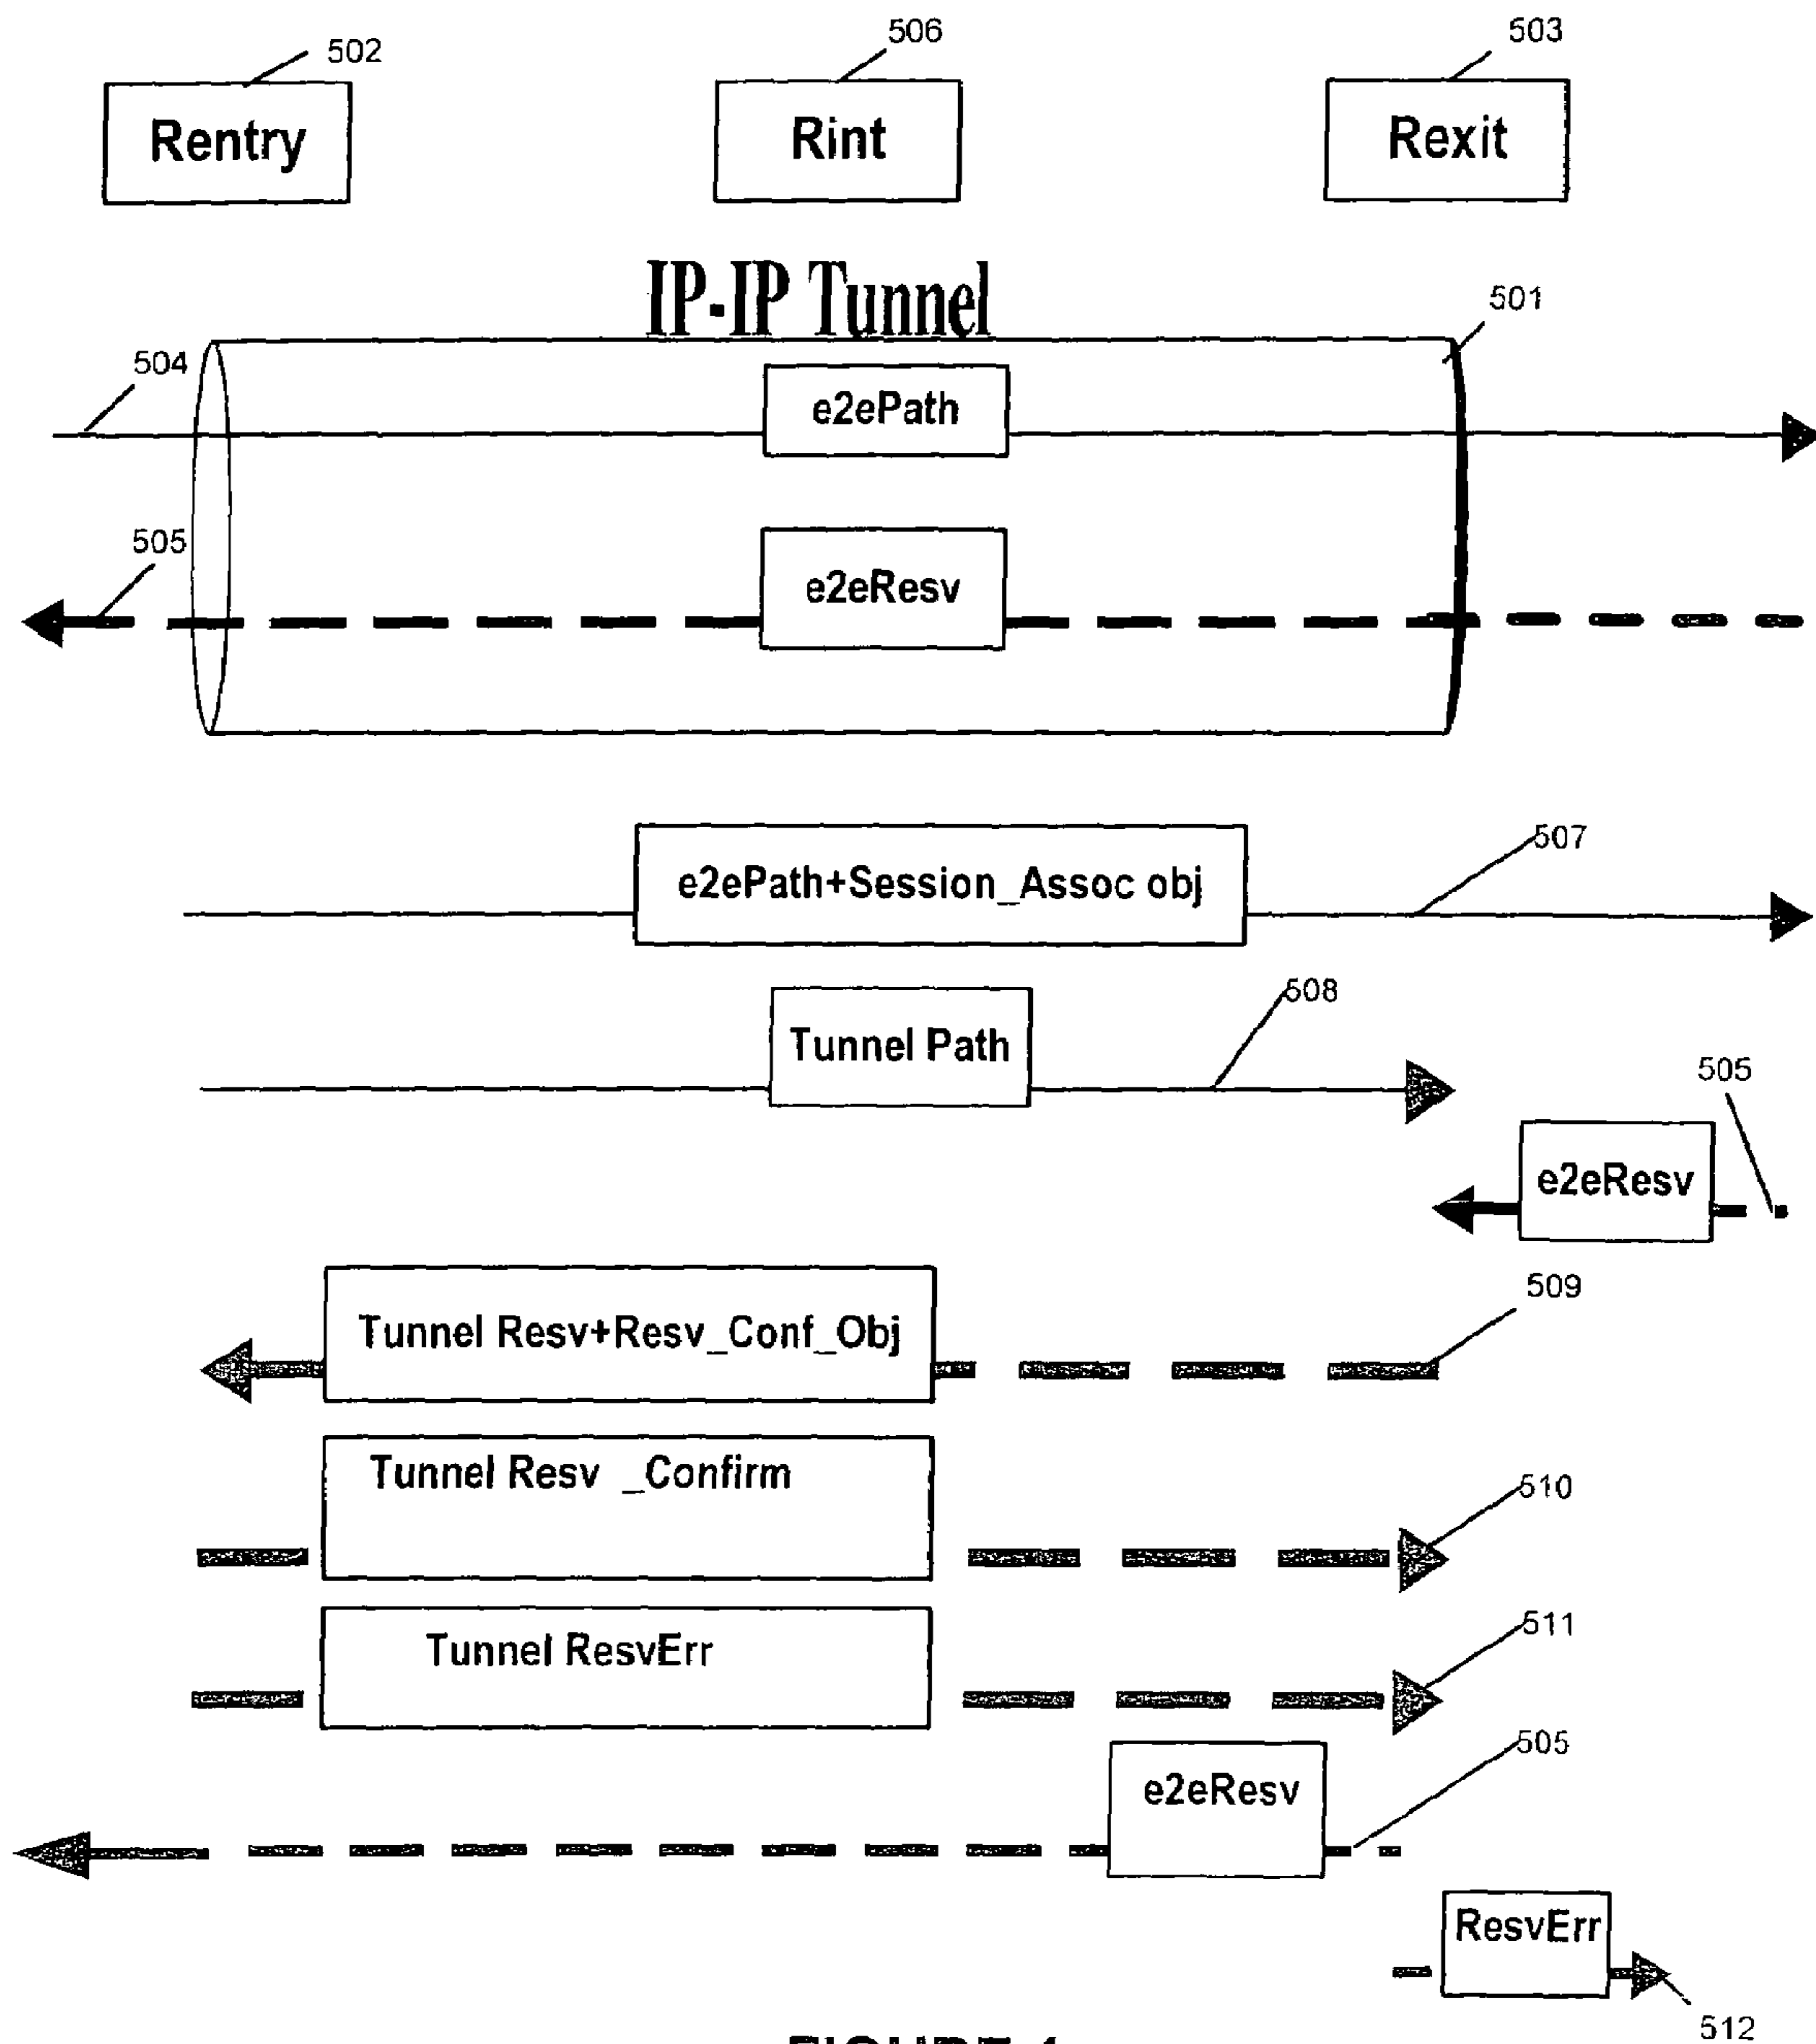 502
506
503
Rentry
Rint
Rexit
IP-IP Tunnel
501
504
e2ePath
505
e2eResv
507
e2ePath+Session_Assoc obj
508
Tunnel Path
505
e2eResv
509
Tunnel Resv+Resv_Conf_Obj
Tunnel Resv _Confirm
510
511
Tunnel ResvErr
505
e2eResv
ResvErr
512